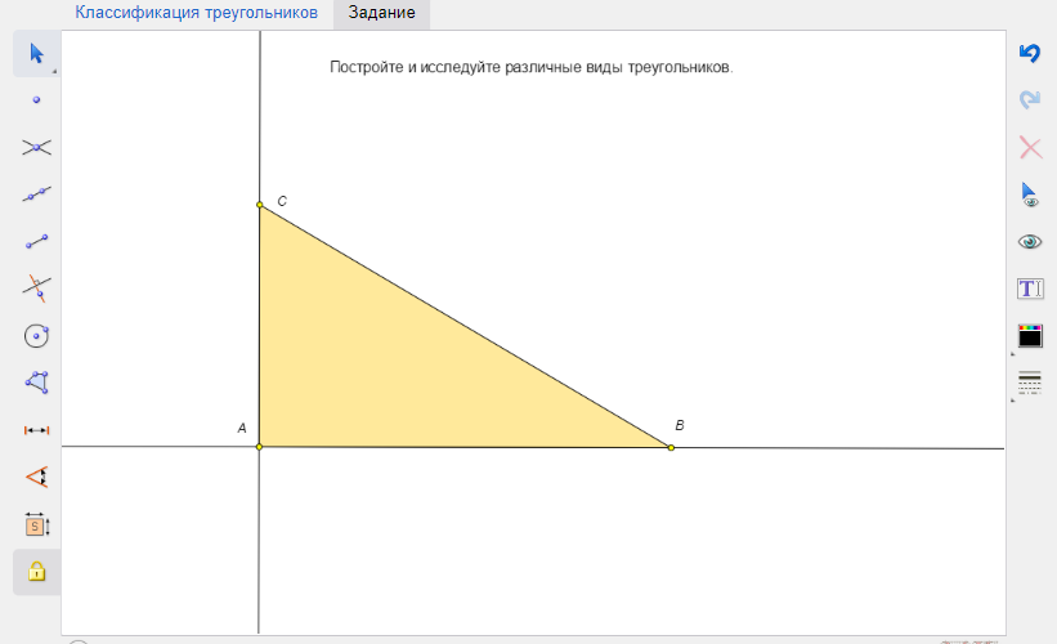 Классификация треугольников
Задание
Постройте и исследуйте различные виды треугольников.
C
A
B
T
S